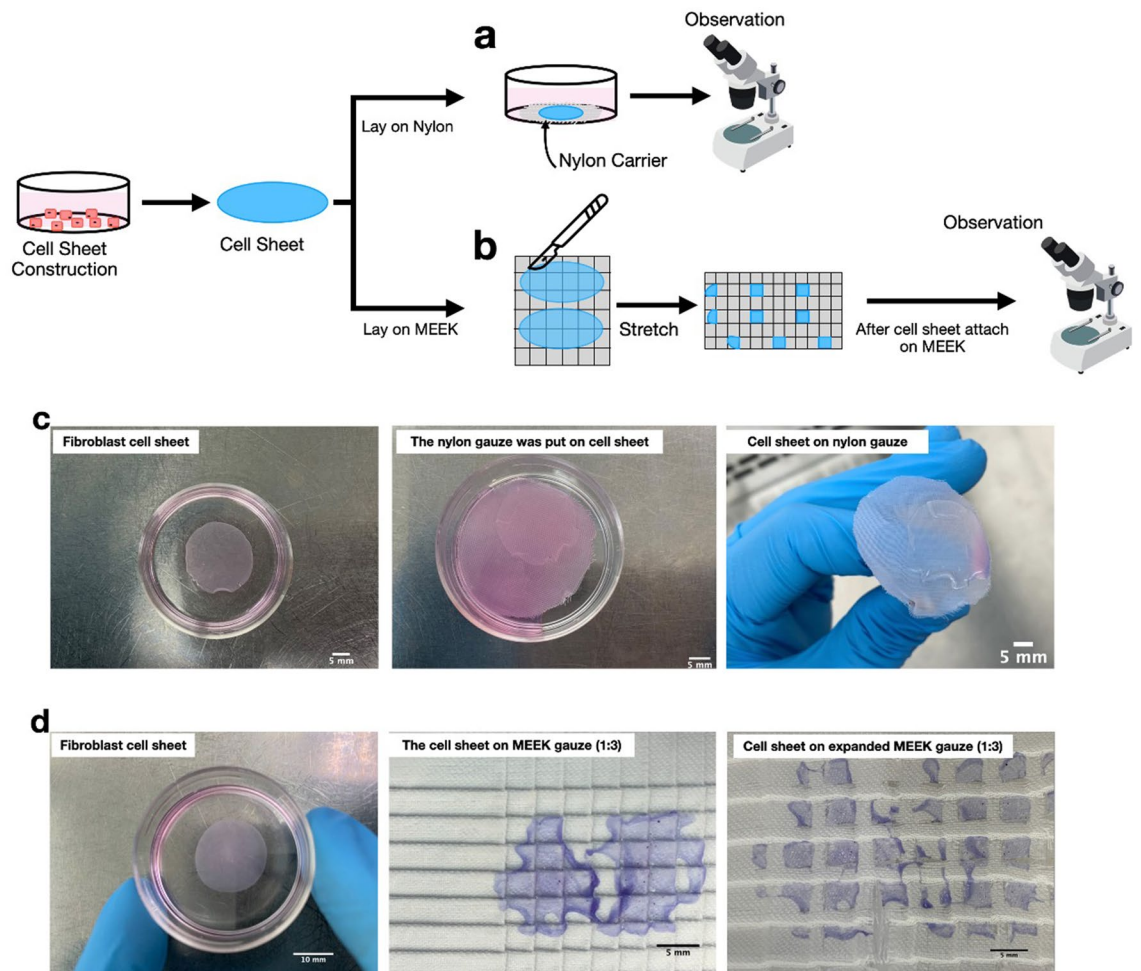 a
Observation
Lay on Nylon
Nylon Carrier
Cell Sheet
Construction
Cell Sheet
b
Observation
Lay on MEEK
Stretch
After cell sheet attach
on MEEK
c
Fibroblast cell sheet
The nylon gauze was put on cell sheet
Cell sheet on nylon gauze
5 mm
5 mm
5 mm
d
Fibroblast cell sheet
The cell sheet on MEEK gauze (1:3)
Cell sheet on expanded MEEK gauze (1:3)
10 mm
5 mm
5 mm